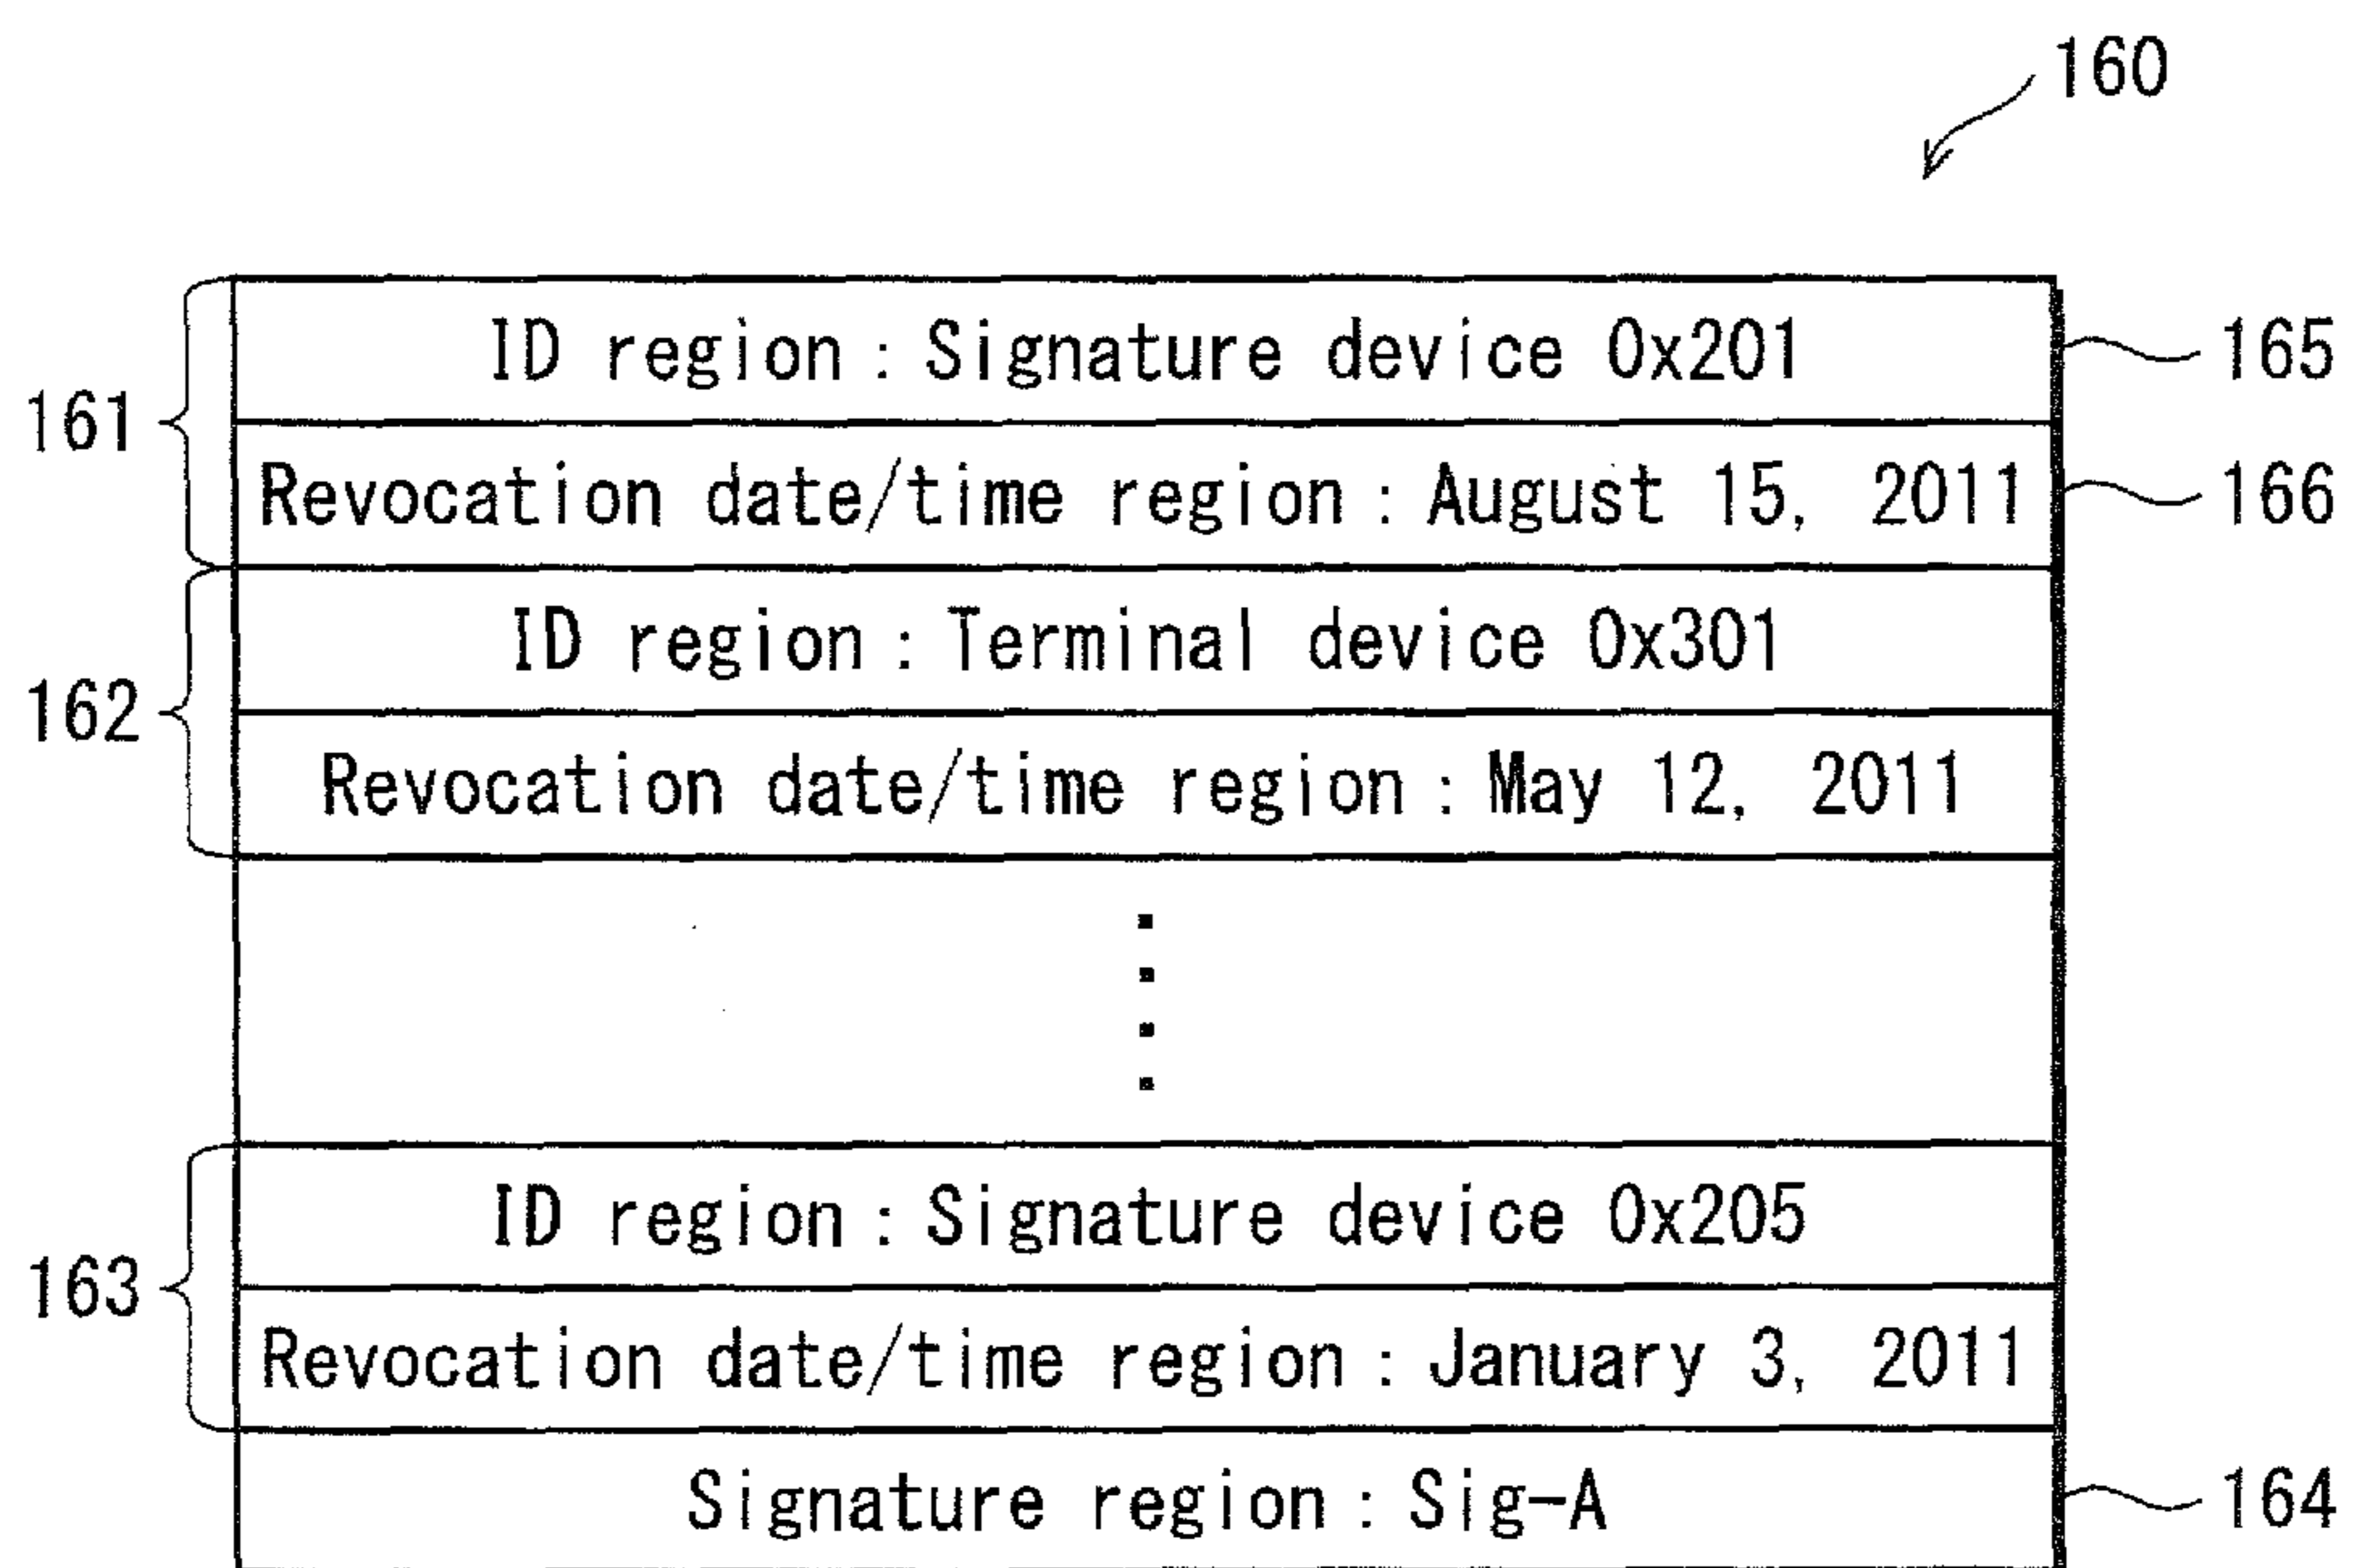 160
ID region : Signature device 0x201
165
161
Revocation date/time region : August 15, 2011
166
ID region : Terminal device 0x301
162
Revocation date/time region : May 12, 2011
ID region : Signature device 0x205
163
Revocation date/time region : January 3, 2011
Signature region : Sig-A
164